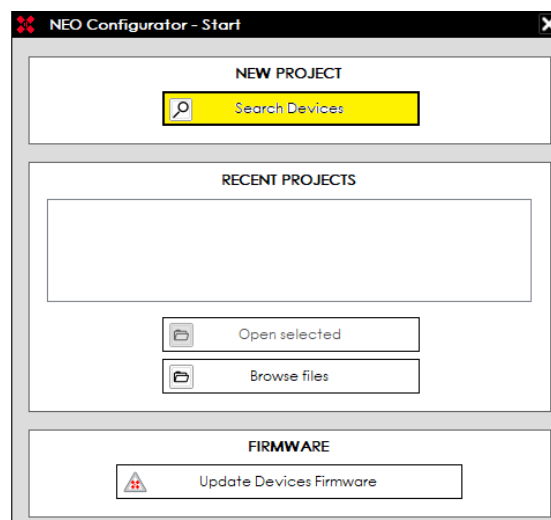 NEO Configurator - Start
NEW PROJECT
Search Devices
RECENT PROJECTS
Open selected
Browse files
FIRMWARE
Update Devices Firmware